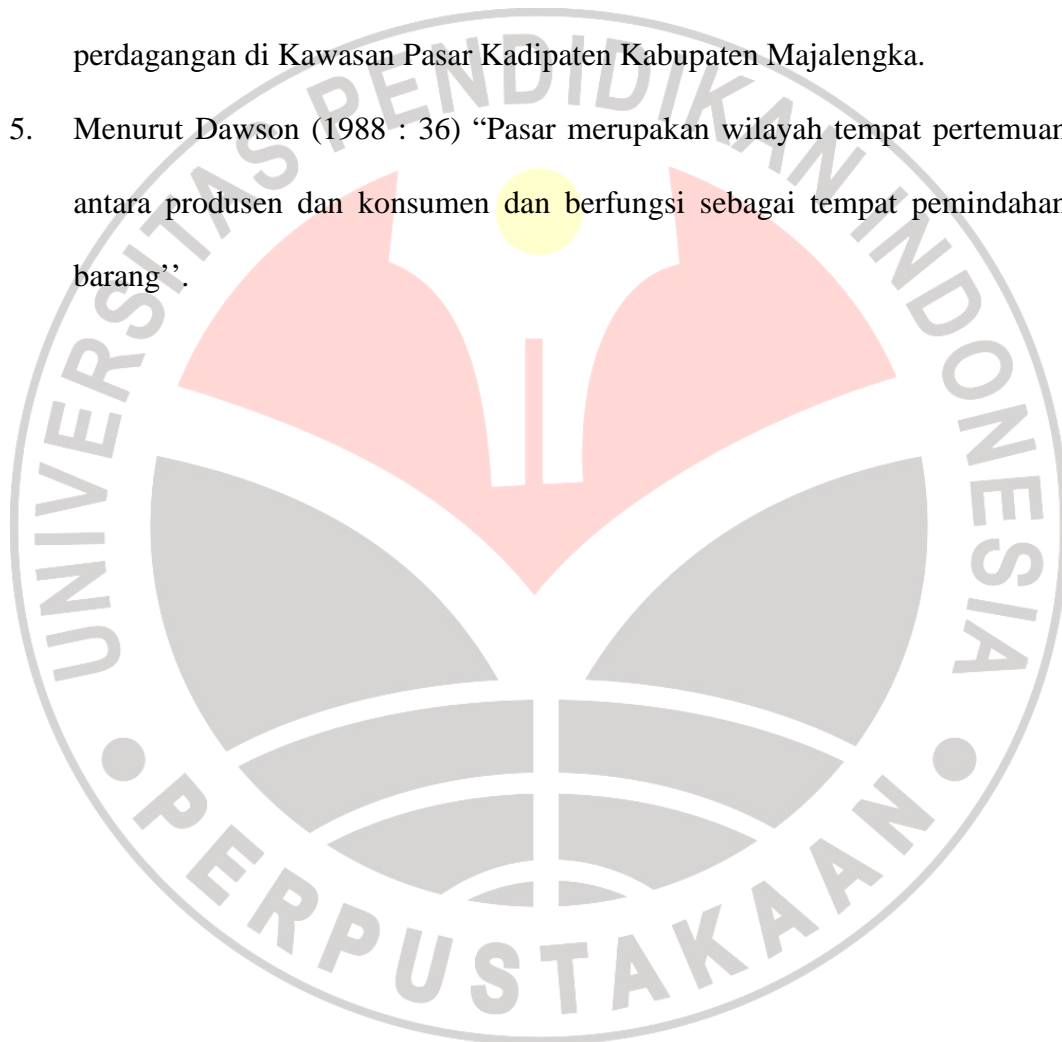 perdagangan di Kawasan Pasar Kadipaten Kabupaten Majalengka.
5. Menurut Dawson (1988 : 36) “Pasar merupakan wilayah tempat pertemuan
antara produsen dan konsumen dan berfungsi sebagai tempat pemindahan
barang’’.
UNIVERSITAS PENDIDIKAN INDONESIA
PERPUSTAKAAN